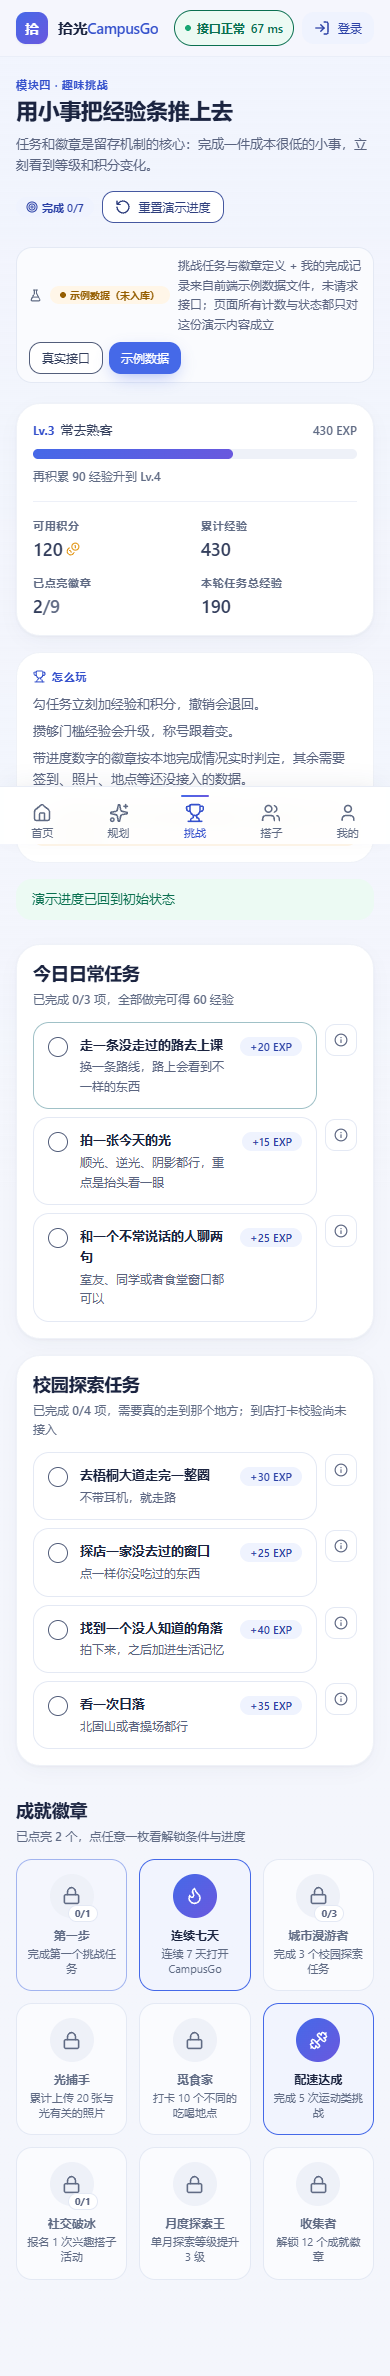 拾 拾光CampusGo 接口正常 67 ms 登录
模块四 · 趣味挑战
用小事把经验条推上去
任务和徽章是留存机制的核心：完成一件成本很低的小事，立
刻看到等级和积分变化。
完成 0/7 重置演示进度
示例数据（未入库）
挑战任务与徽章定义 + 我的完成记
录来自前端示例数据文件，未请求
接口；页面所有计数与状态都只对
这份演示内容成立
真实接口 示例数据
Lv.3 常去熟客 430 EXP
再积累 90 经验升到 Lv.4
可用积分 累计经验
120 430
已点亮徽章 本轮任务总经验
2/9 190
怎么玩
勾任务立刻加经验和积分，撤销会退回。
攒够门槛经验会升级，称号跟着变。
带进度数字的徽章按本地完成情况实时判定，其余需要
签到、照片、地点等还没接入的数据。
首页 规划 挑战 搭子 我的
演示进度已回到初始状态
今日日常任务
已完成 0/3 项，全部做完可得 60 经验
走一条没走过的路去上课 +20 EXP
换一条路线，路上会看到不
一样的东西
拍一张今天的光 +15 EXP
顺光、逆光、阴影都行，重
点是抬头看一眼
和一个不常说话的人聊两
句
+25 EXP
室友、同学或者食堂窗口都
可以
校园探索任务
已完成 0/4 项，需要真的走到那个地方；到店打卡校验尚未
接入
去梧桐大道走完一整圈 +30 EXP
不带耳机，就走路
探店一家没去过的窗口 +25 EXP
点一样你没吃过的东西
找到一个没人知道的角落 +40 EXP
拍下来，之后加进生活记忆
看一次日落 +35 EXP
北固山或者操场都行
成就徽章
已点亮 2 个，点任意一枚看解锁条件与进度
0/1
第一步
完成第一个挑战任
务
连续七天
连续 7 天打开
CampusGo
0/3
城市漫游者
完成 3 个校园探索
任务
光捕手
累计上传 20 张与
光有关的照片
觅食家
打卡 10 个不同的
吃喝地点
配速达成
完成 5 次运动类挑
战
0/1
社交破冰
报名 1 次兴趣搭子
活动
月度探索王
单月探索等级提升
3 级
收集者
解锁 12 个成就徽
章